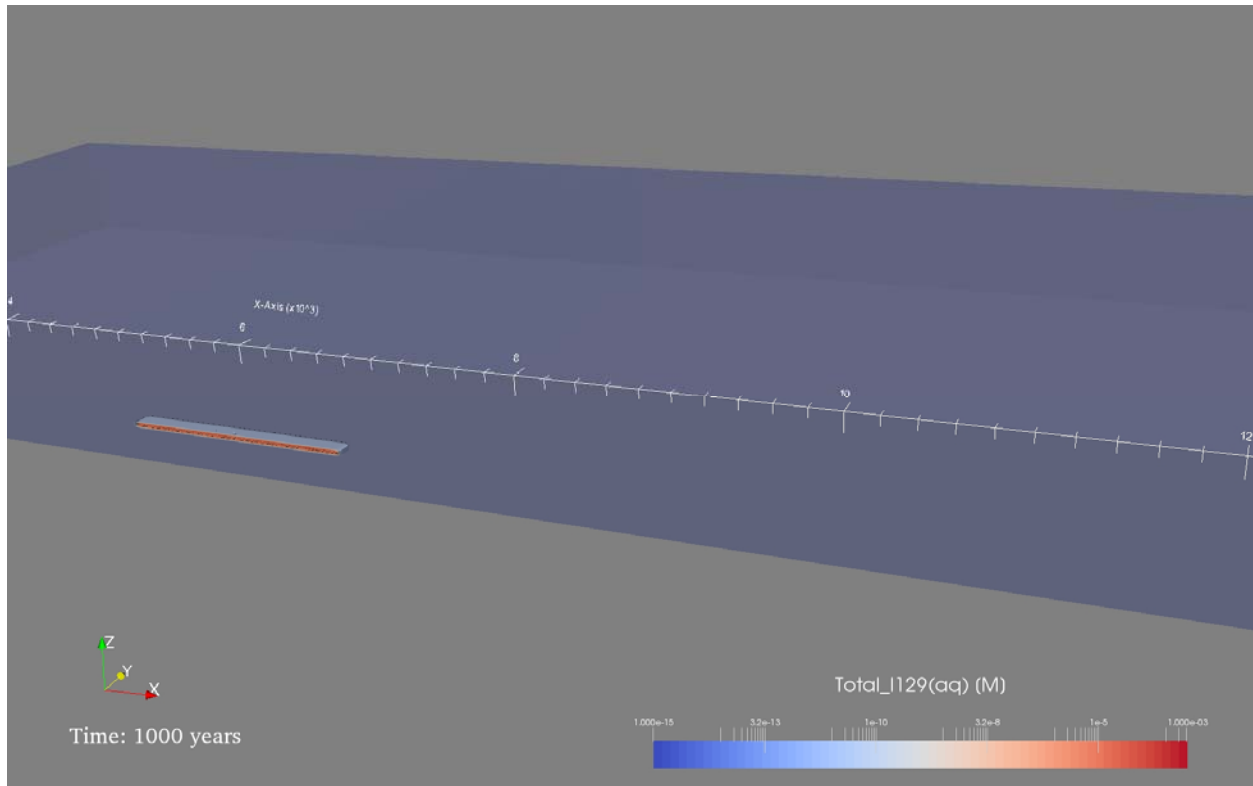 4
X-Axis (x10^3)
6
8
10
12
Z
Y
X
Total_I129(aq) (M)
1.000e-15 3.2e-13 1e-10 3.2e-8 1e-5 1.000e-03
Time: 1000 years